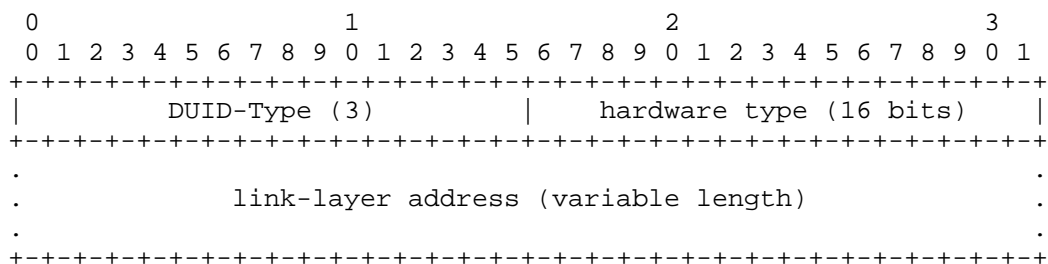 0                   1                   2                   3
 0 1 2 3 4 5 6 7 8 9 0 1 2 3 4 5 6 7 8 9 0 1 2 3 4 5 6 7 8 9 0 1
+-+-+-+-+-+-+-+-+-+-+-+-+-+-+-+-+-+-+-+-+-+-+-+-+-+-+-+-+-+-+-+-+
|         DUID-Type (3)         |    hardware type (16 bits)    |
+-+-+-+-+-+-+-+-+-+-+-+-+-+-+-+-+-+-+-+-+-+-+-+-+-+-+-+-+-+-+-+-+
.                                                               .
.             link-layer address (variable length)              .
.                                                               .
+-+-+-+-+-+-+-+-+-+-+-+-+-+-+-+-+-+-+-+-+-+-+-+-+-+-+-+-+-+-+-+-+